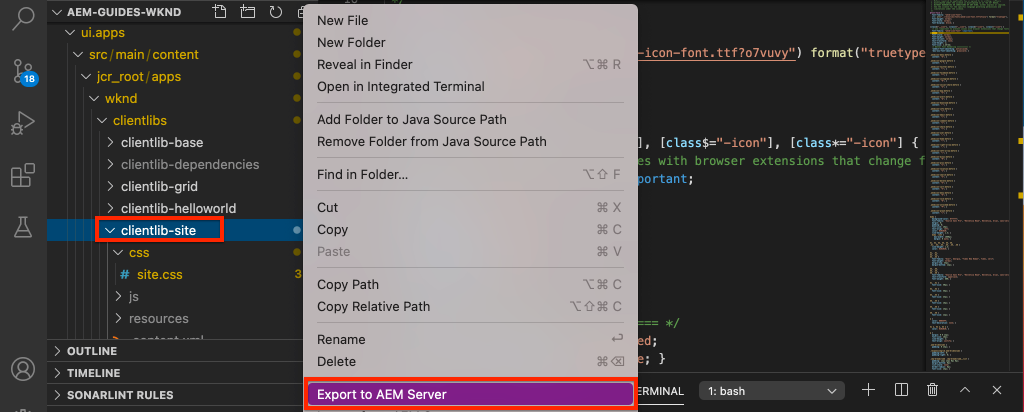 AEM-GUIDES-WKND
ui.apps
src/main/content
jcr_root/apps
wknd
clientlibs
clientlib-base
clientlib-dependencies
clientlib-grid
clientlib-helloworld
clientlib-site
css
# site.css 3
js
resources
OUTLINE
TIMELINE
SONARLINT RULES
18
New File
New Folder
Reveal in Finder ⌥⌘ R
Open in Integrated Terminal
Add Folder to Java Source Path
Remove Folder from Java Source Path
Find in Folder... ⌥⇧ F
Cut ⌘ X
Copy ⌘ C
Paste ⌘ V
Copy Path ⌥⌘ C
Copy Relative Path ⌥⇧⌘ C
Rename ⏎
Delete ⌘⌫
Export to AEM Server
*/
-icon-font.ttf?o7vuvy") format("truetype
], [class$="-icon"], [class*="-icon"] {
es with browser extensions that change f
portant;
=== */
ed;
e; }
ERMINAL
1: bash